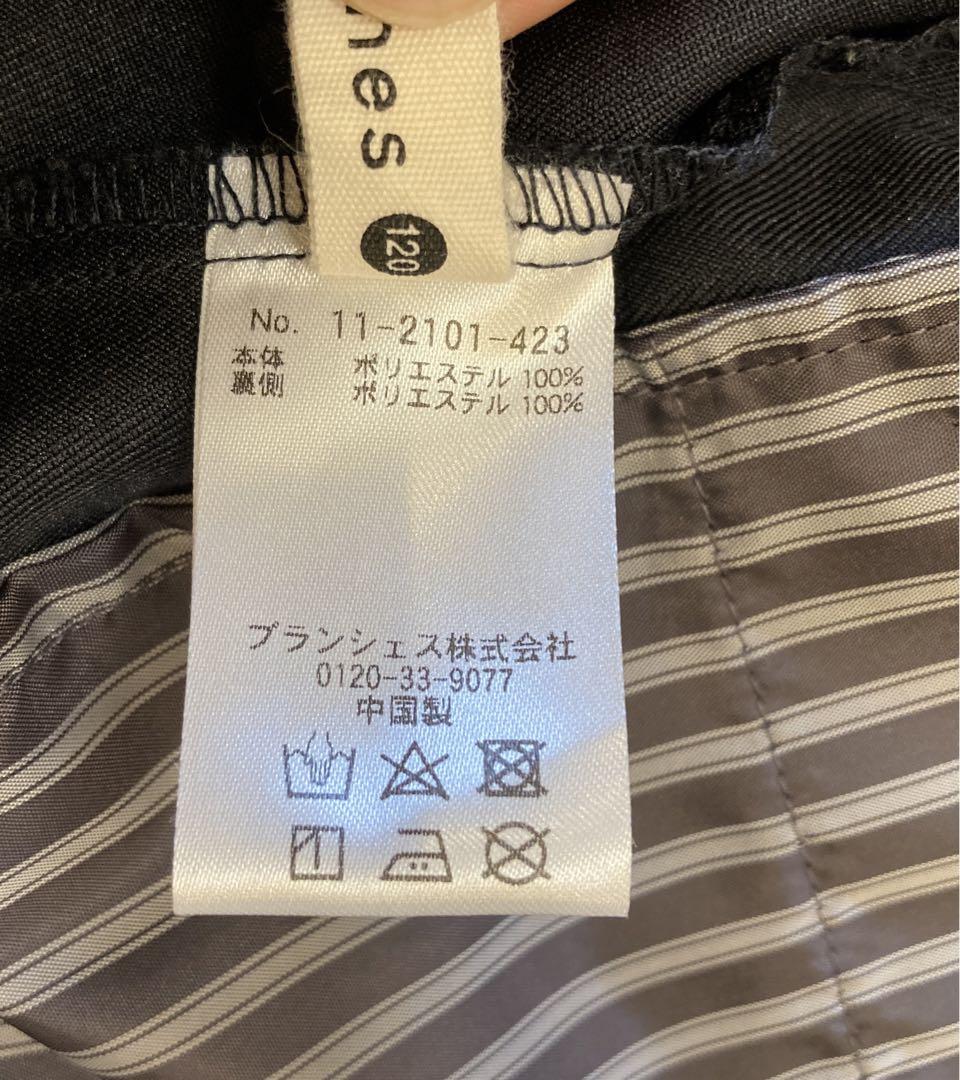 hes
120
No. 11-2101-423
本体 ポリエステル 100%
裏側 ポリエステル 100%
ブランシェス株式会社
0120-33-9077
中国製